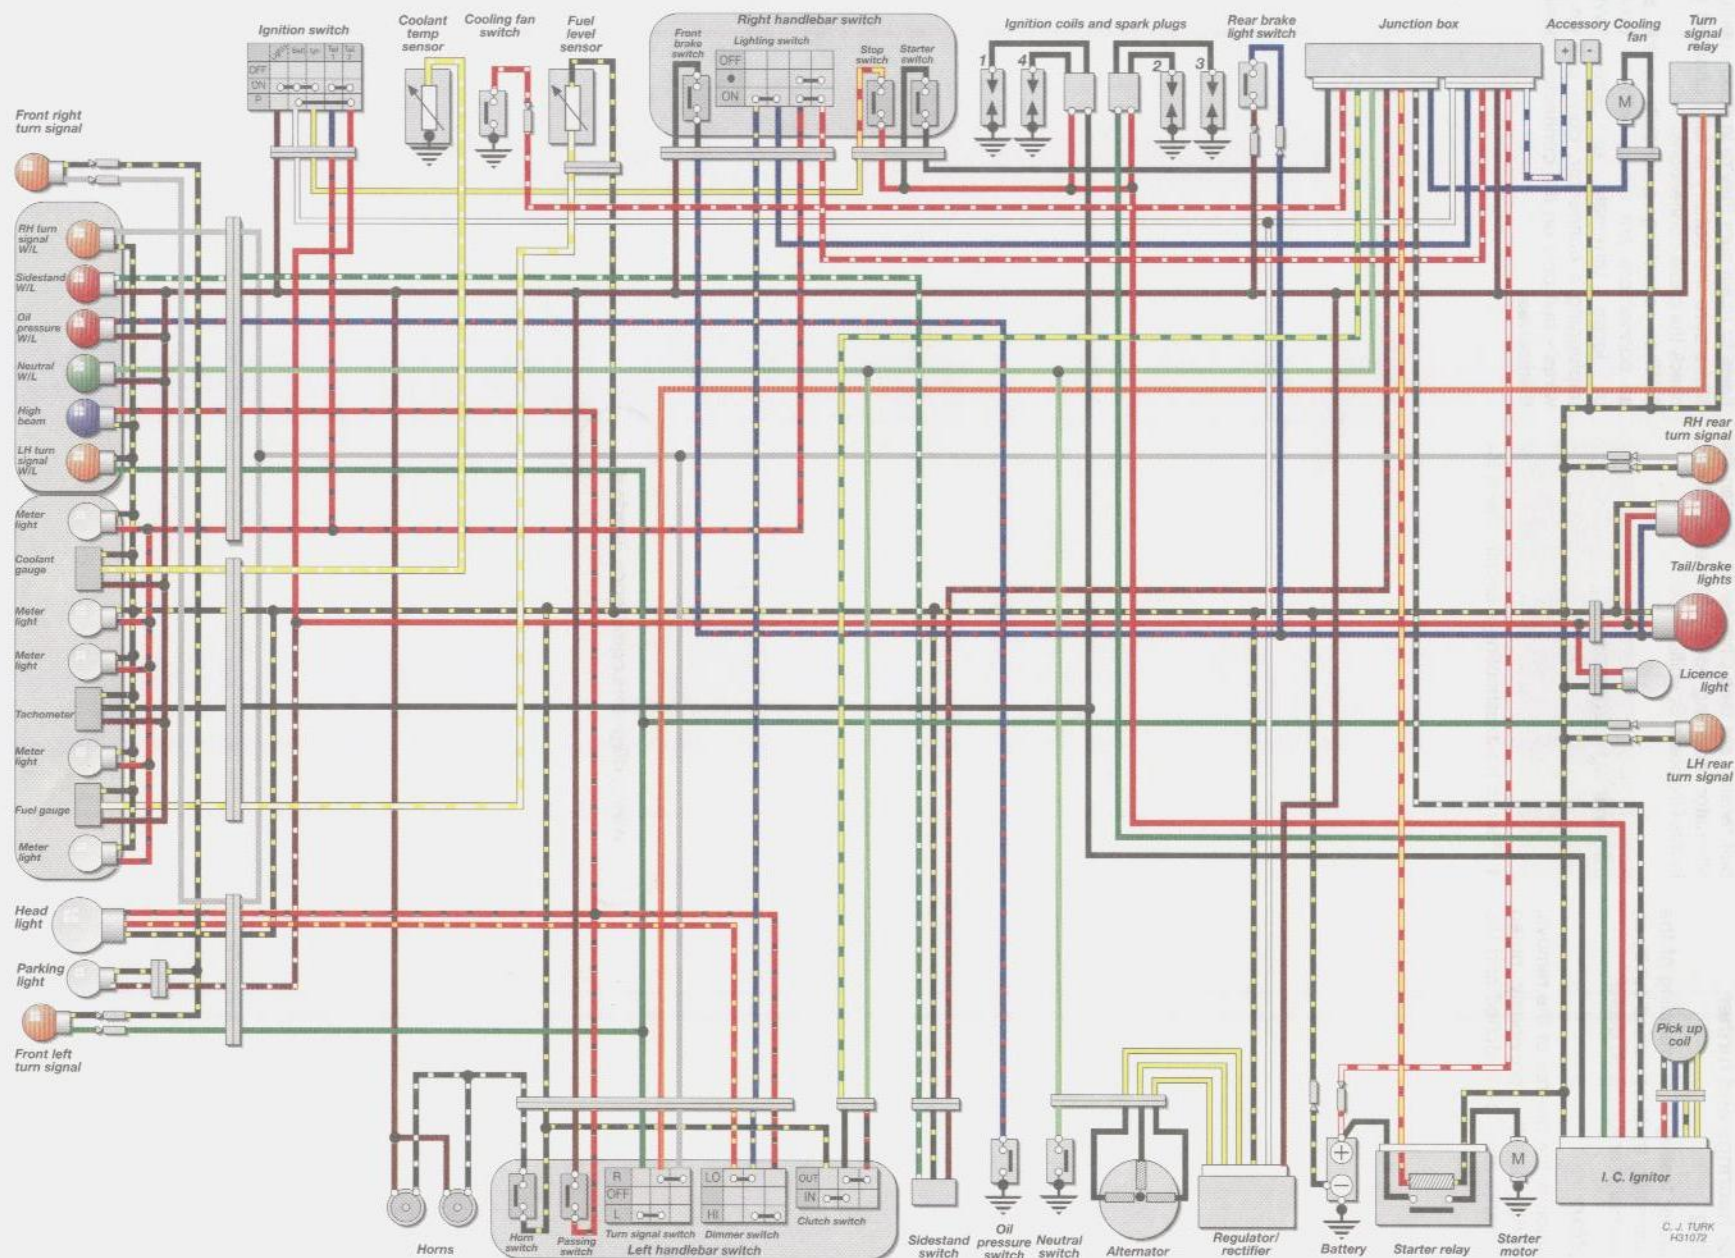 Ignition switch
OFF
ON
P
Coolant
temp
sensor
Cooling fan
switch
Fuel
level
sensor
Right handlebar switch
Front
brake
switch
Lighting switch
OFF
ON
Stop
switch
Starter
switch
Ignition coils and spark plugs
1
4
2
3
Rear brake
light switch
Junction box
Accessory
+
-
Cooling
fan
M
Turn
signal
relay
Front right
turn signal
RH turn
signal
W/L
Sidestand
W/L
Oil
pressure
W/L
Neutral
W/L
High
beam
LH turn
signal
W/L
Meter
light
Coolant
gauge
Meter
light
Meter
light
Tachometer
Meter
light
Fuel gauge
Meter
light
Head
light
Parking
light
Front left
turn signal
RH rear
turn signal
Tail/brake
lights
Licence
light
LH rear
turn signal
Pick up
coil
Horns
Horn
switch
Passing
switch
R
OFF
L
Turn signal switch
LO
HI
Dimmer switch
OUT
IN
Clutch switch
Left handlebar switch
Sidestand
switch
Oil
pressure
switch
Neutral
switch
Alternator
Regulator/
rectifier
+
−
Battery
Starter relay
M
Starter
motor
I. C. Ignitor
C. J. TURK
H31072